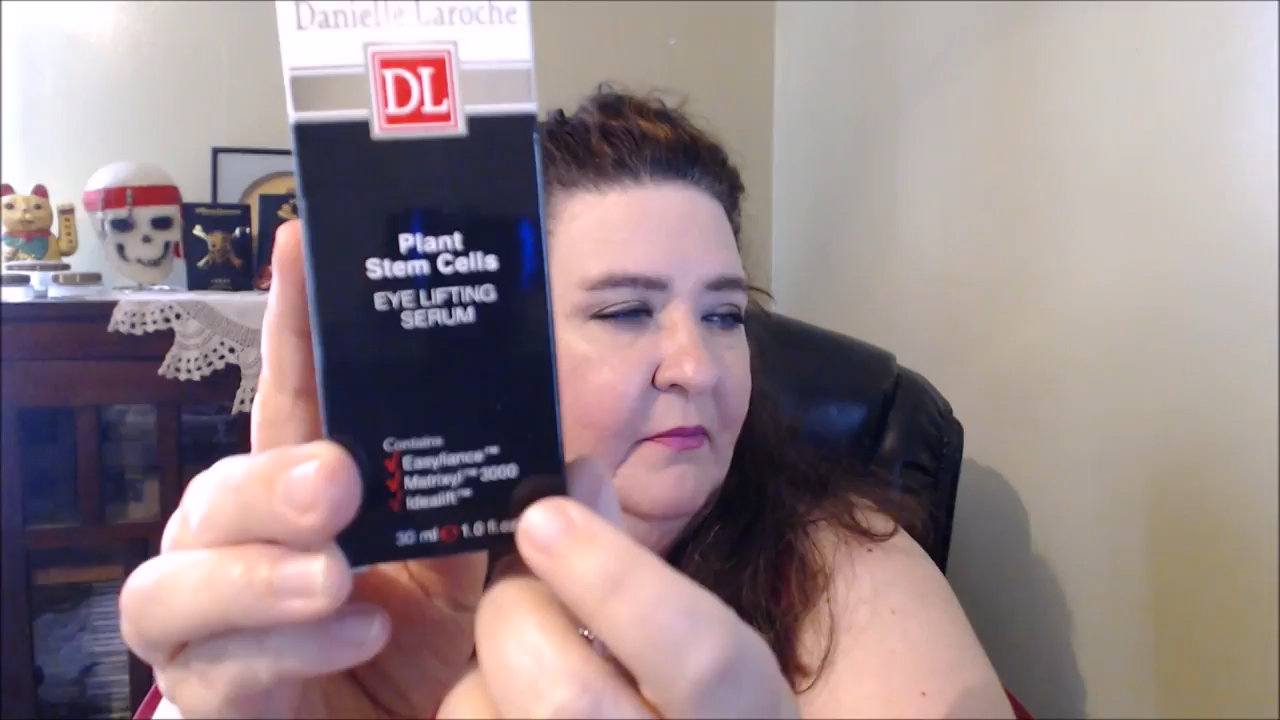 Danielle Laroche
DL
Plant
Stem Cells
EYE LIFTING
SERUM
Contains
Easyliance™
Matrixyl™ 3000
Idealift™
30 ml e 1.0 fl.oz